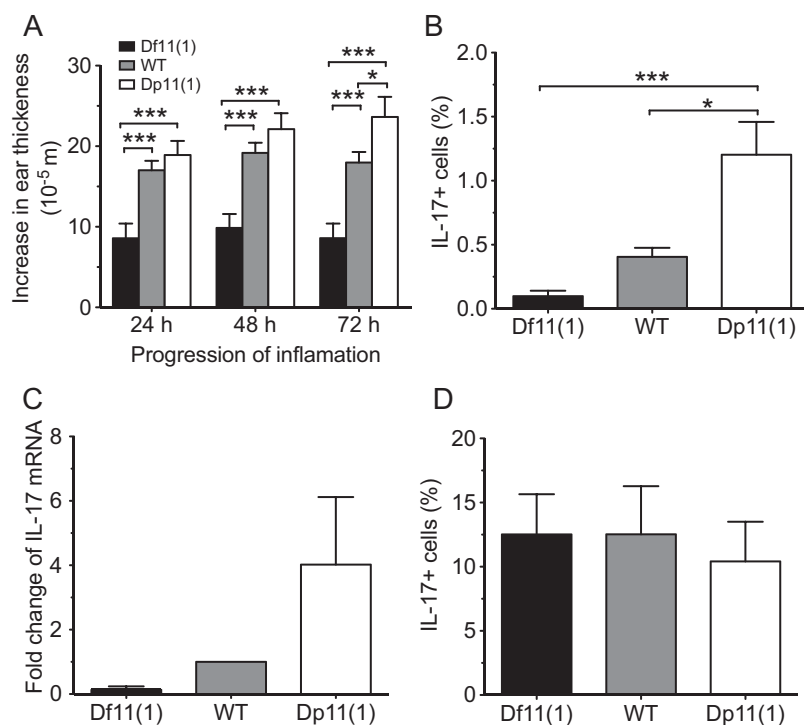 A
Df11(1)
WT
Dp11(1)
Increase in ear thickeness
(10-5 m)
30
20
10
0
***
***
***
***
***
***
*
24 h
48 h
72 h
Progression of inflamation
B
IL-17+ cells (%)
2.0
1.5
1.0
0.5
0.0
***
*
Df11(1)
WT
Dp11(1)
C
Fold change of IL-17 mRNA
8
6
4
2
0
Df11(1)
WT
Dp11(1)
D
IL-17+ cells (%)
20
15
10
5
0
Df11(1)
WT
Dp11(1)